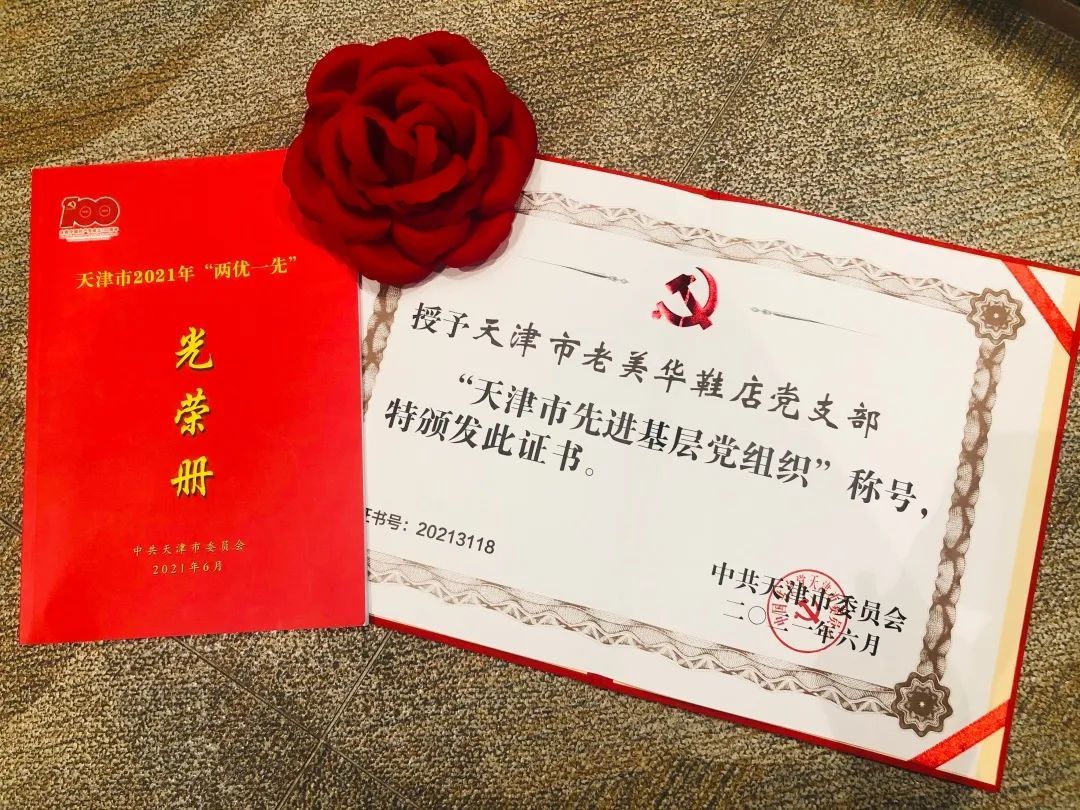 天津市2021年“两优一先”
光荣册
中共天津市委员会
2021年6月
授予天津市老美华鞋店党支部
“天津市先进基层党组织”称号，
特颁发此证书。
证书号：20213118
中共天津市委员会
二〇二一年六月